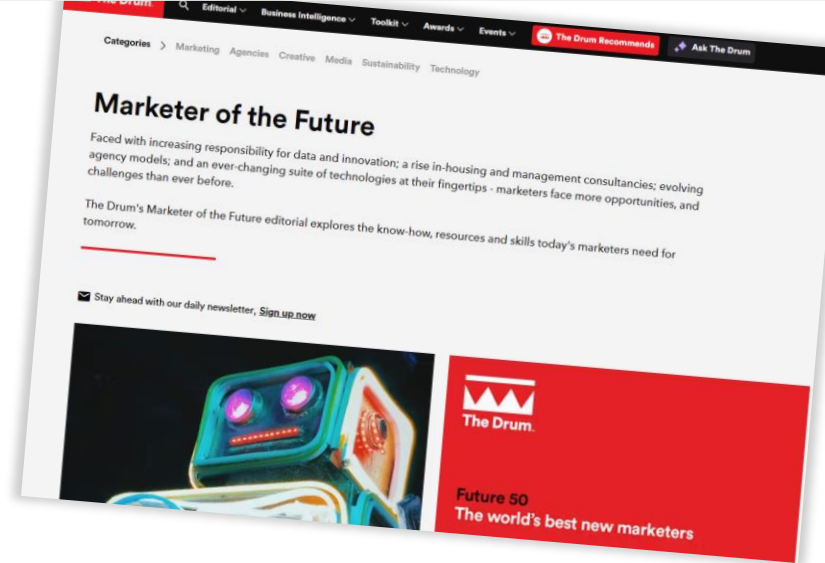 The Drum.
Editorial Business Intelligence Toolkit Awards Events The Drum Recommends Ask The Drum
Categories Marketing Agencies Creative Media Sustainability Technology
Marketer of the Future
Faced with increasing responsibility for data and innovation; a rise in-housing and management consultancies; evolving
agency models; and an ever-changing suite of technologies at their fingertips - marketers face more opportunities, and
challenges than ever before.
The Drum's Marketer of the Future editorial explores the know-how, resources and skills today's marketers need for
tomorrow.
Stay ahead with our daily newsletter, Sign up now
The Drum.
Future 50
The world's best new marketers